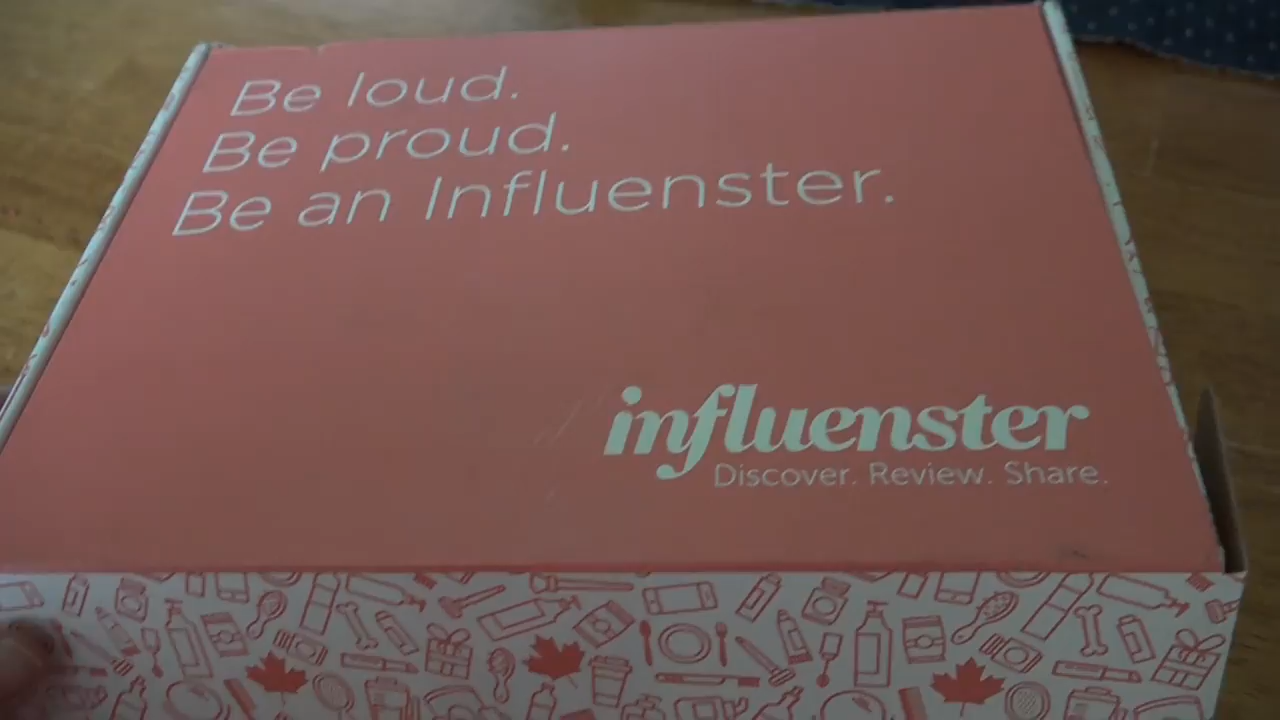 Be loud.
Be proud.
Be an Influenster.
influenster
Discover. Review. Share.